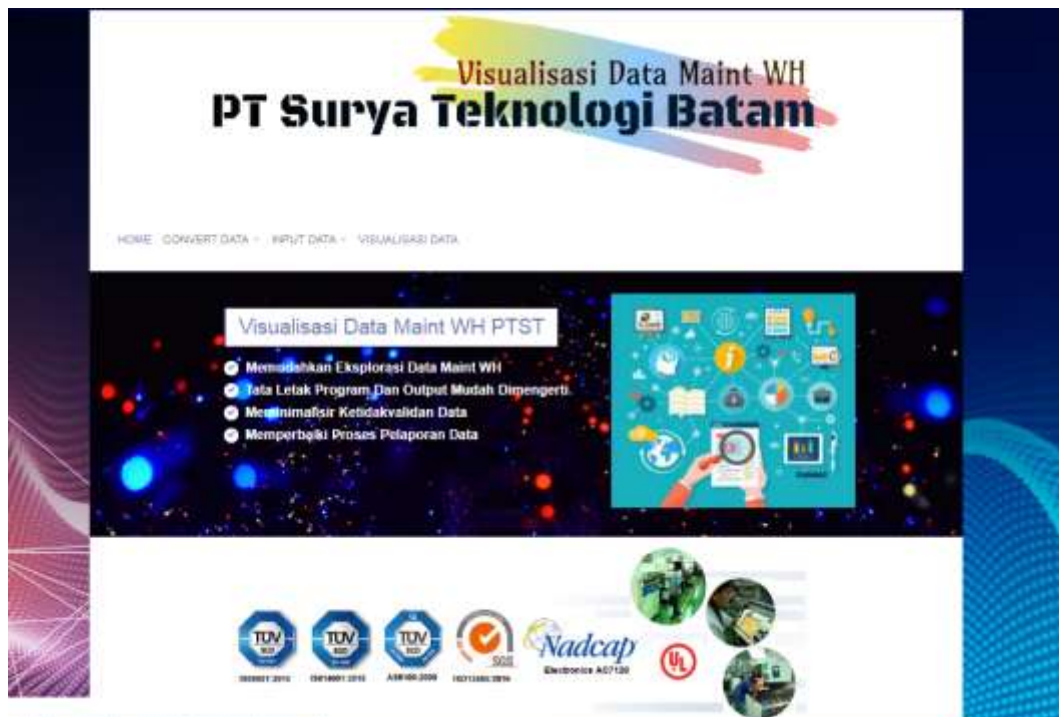 Visualisasi Data Maint WH
PT Surya Teknologi Batam
HOME CONVERT DATA INPUT DATA VISUALISASI DATA
Visualisasi Data Maint WH PTST
Memudahkan Eksplorasi Data Maint WH
Tata Letak Program Dan Output Mudah Dimengerti.
Meminimalisir Ketidakvalidan Data
Memperbaiki Proses Pelaporan Data
TÜV TÜV TÜV SGS Nadcap UL
Electronics AC7120